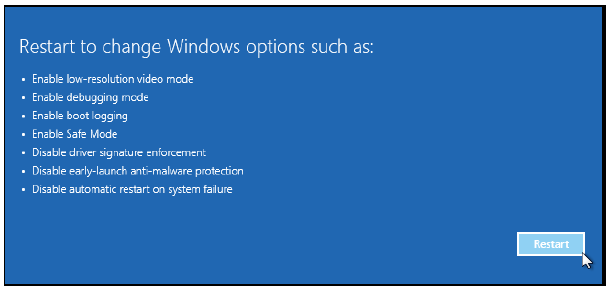 Restart to change Windows options such as:
• Enable low-resolution video mode
• Enable debugging mode
• Enable boot logging
• Enable Safe Mode
• Disable driver signature enforcement
• Disable early-launch anti-malware protection
• Disable automatic restart on system failure
Restart